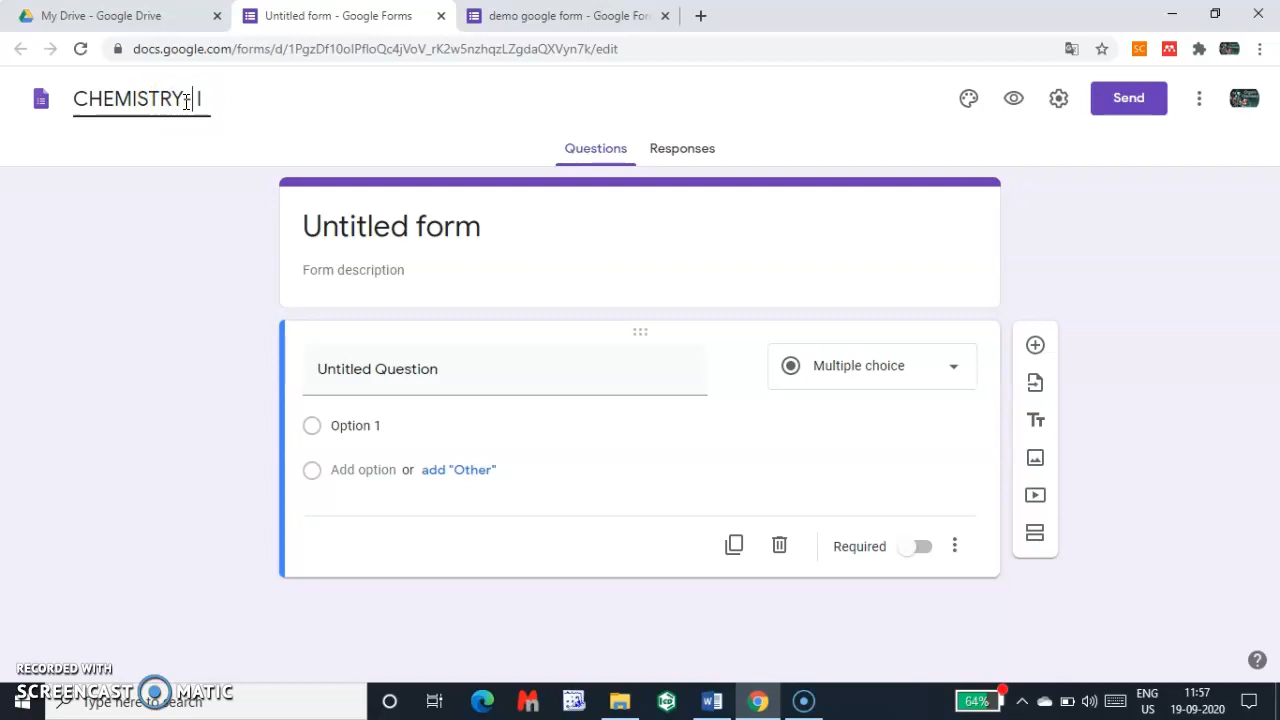 My Drive - Google Drive
Untitled form - Google Forms
demo google form - Google For
docs.google.com/forms/d/1PgzDf10oIPfloQc4jVoV_rK2w5nzhqzLZgdaQXVyn7k/edit
SC
CHEMISTRY- I
Send
Questions
Responses
Untitled form
Form description
Untitled Question
Multiple choice
Option 1
Add option or add "Other"
Required
RECORDED WITH
SCREENCAST MATIC
Type here to search
64%
ENG
US
11:57
19-09-2020